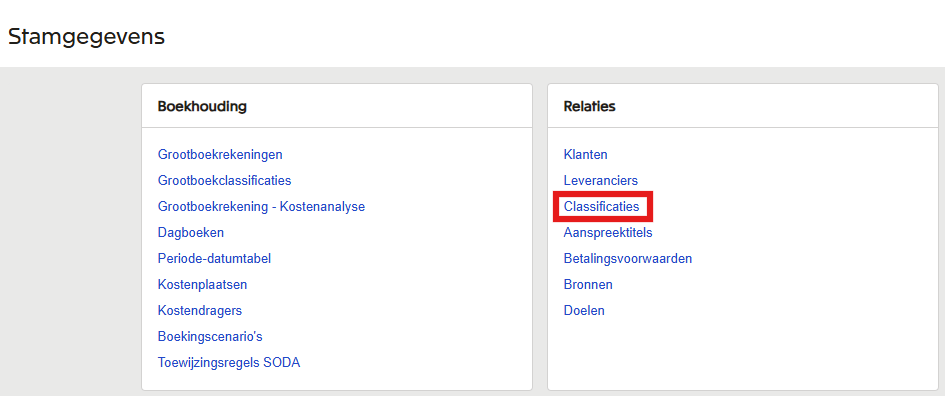 Stamgegevens
Boekhouding
Grootboekrekeningen
Grootboekclassificaties
Grootboekrekening - Kostenanalyse
Dagboeken
Periode-datumtabel
Kostenplaatsen
Kostendragers
Boekingscenario's
Toewijzingsregels SODA
Relaties
Klanten
Leveranciers
Classificaties
Aanspreektitels
Betalingsvoorwaarden
Bronnen
Doelen